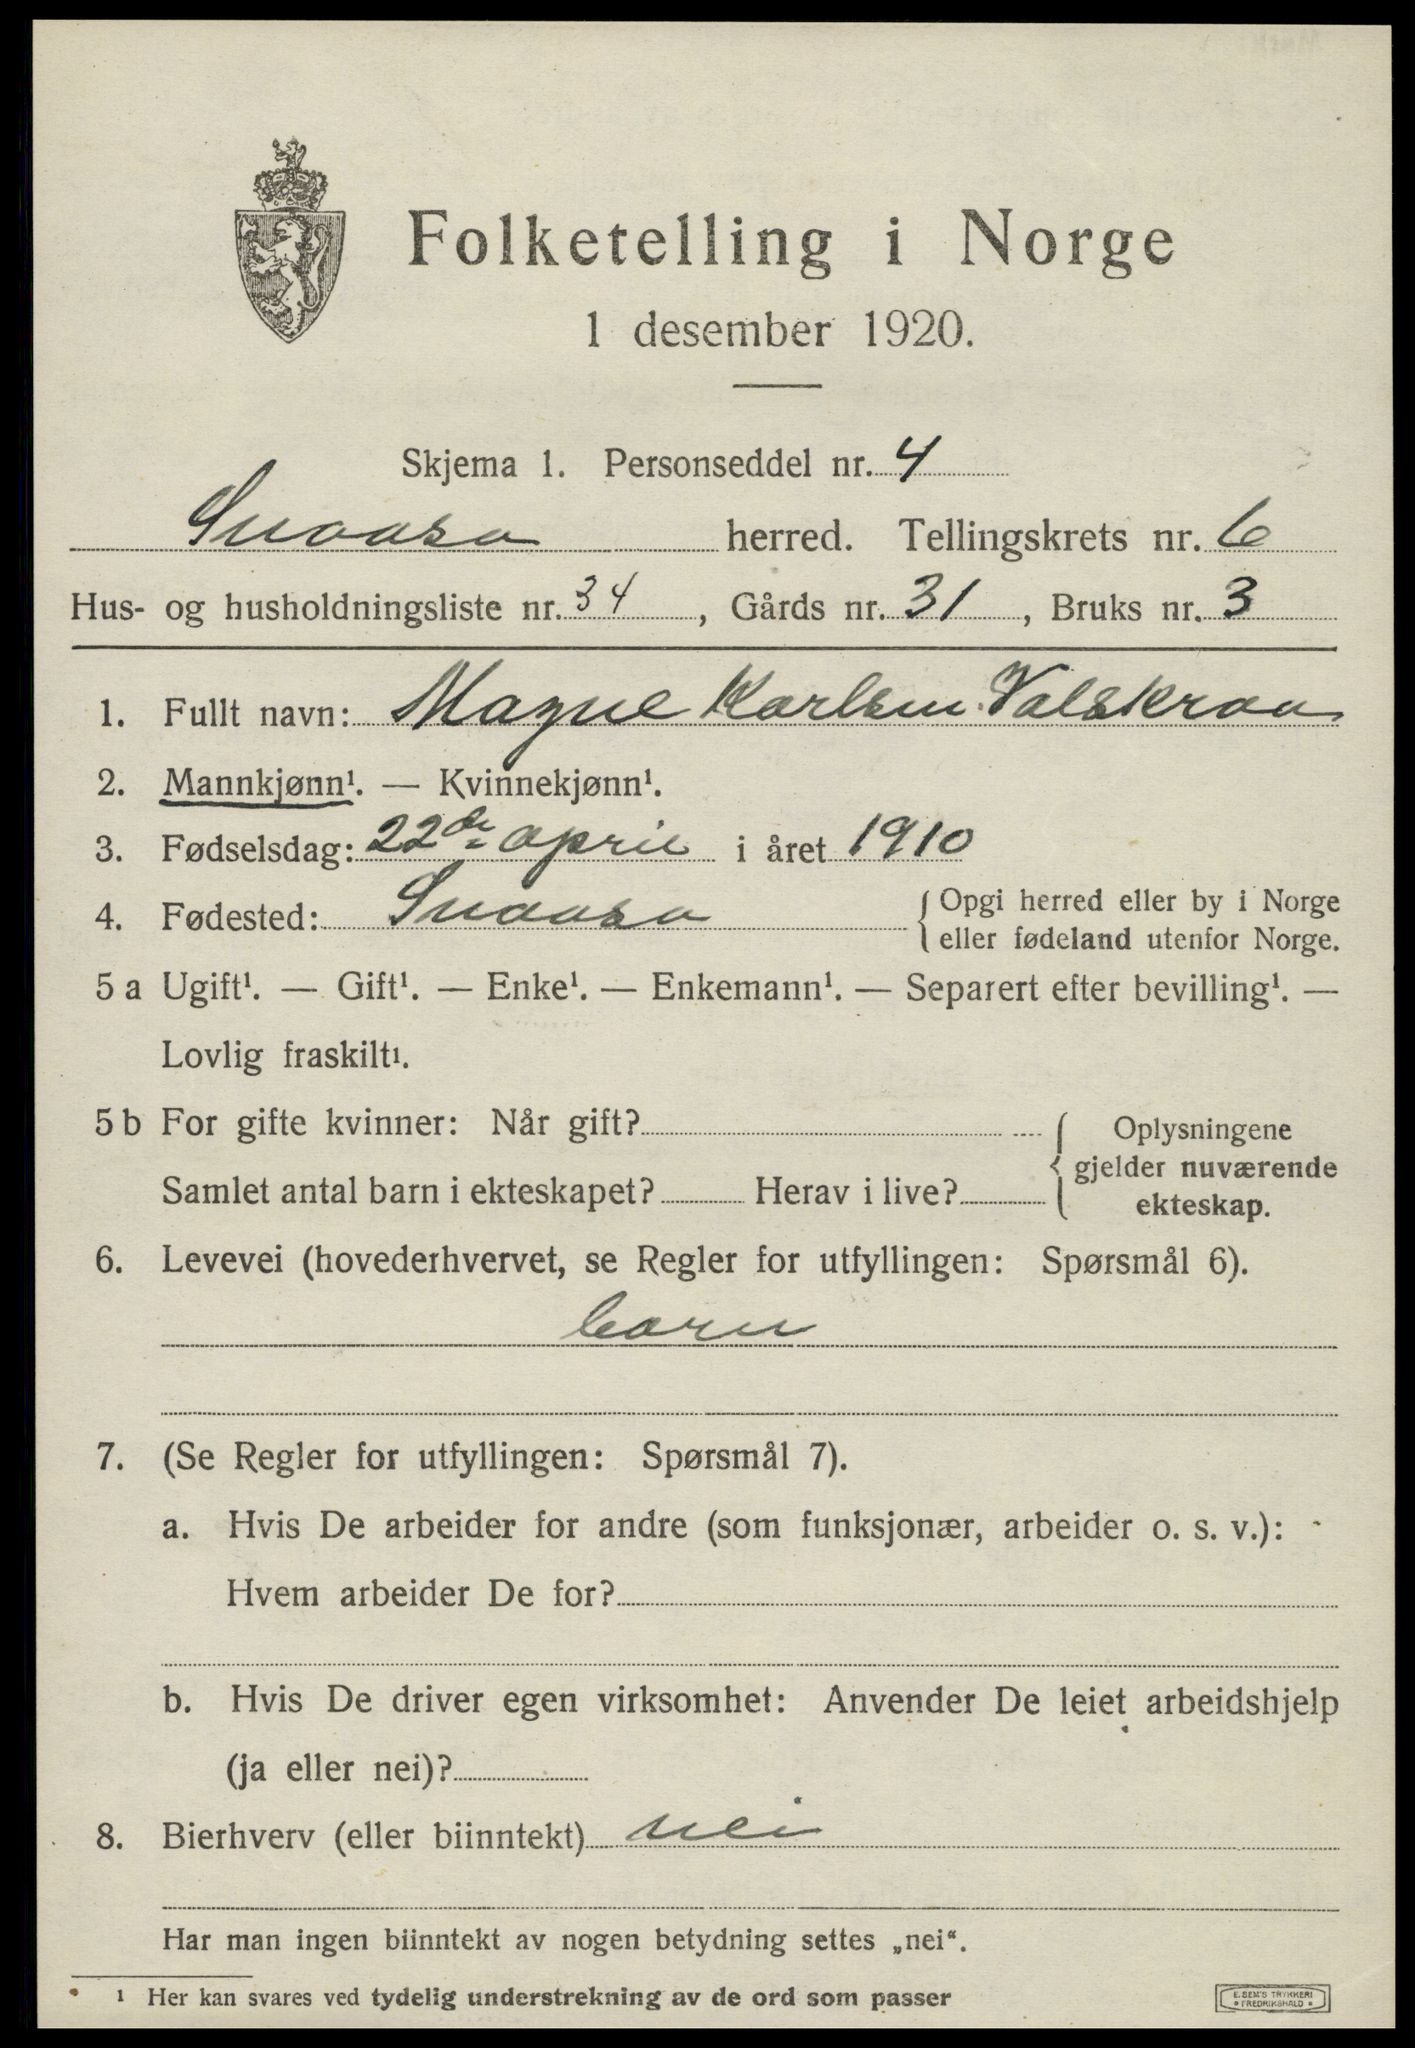 Folketelling i Norge
1 desember 1920.
Skjema 1. Personseddel nr. 4
Snaasa herred. Tellingskrets nr. 6
Hus- og husholdningsliste nr. 34, Gårds nr. 31, Bruks nr. 3
1. Fullt navn: Magne Karlsen Valskraa
2. Mannkjønn¹. — Kvinnekjønn¹.
3. Fødselsdag: 22de april i året 1910
4. Fødested: Snaasa { Opgi herred eller by i Norge
eller fødeland utenfor Norge.
5 a Ugift¹. — Gift¹. — Enke¹. — Enkemann¹. — Separert efter bevilling¹. —
Lovlig fraskilt¹.
5 b For gifte kvinner: Når gift? { Oplysningene
gjelder nuværende
Samlet antal barn i ekteskapet? Herav i live? ekteskap.
6. Levevei (hovederhvervet, se Regler for utfyllingen: Spørsmål 6).
barn
7. (Se Regler for utfyllingen: Spørsmål 7).
a. Hvis De arbeider for andre (som funksjonær, arbeider o. s. v.):
Hvem arbeider De for?
b. Hvis De driver egen virksomhet: Anvender De leiet arbeidshjelp
(ja eller nei)?
8. Bierhverv (eller biinntekt) nei
Har man ingen biinntekt av nogen betydning settes „nei“.
¹ Her kan svares ved tydelig understrekning av de ord som passer
E. SEM'S TRYKKERI
• FREDRIKSHALD •